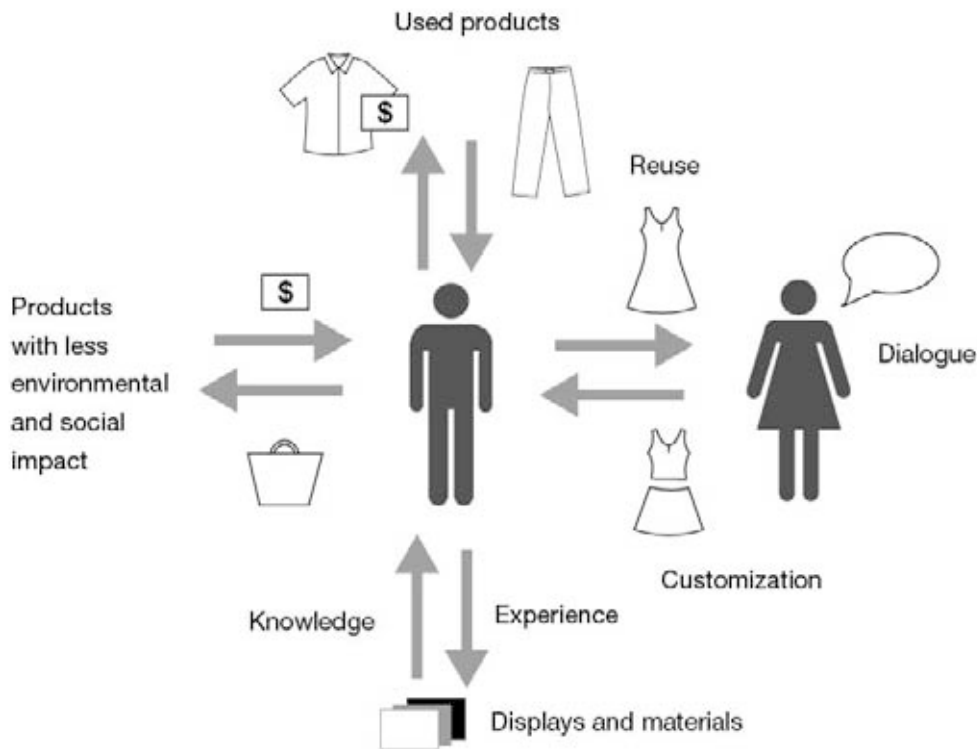 Used products
$
Reuse
$
Products
with less
environmental
and social
impact
Dialogue
Customization
Knowledge
Experience
Displays and materials